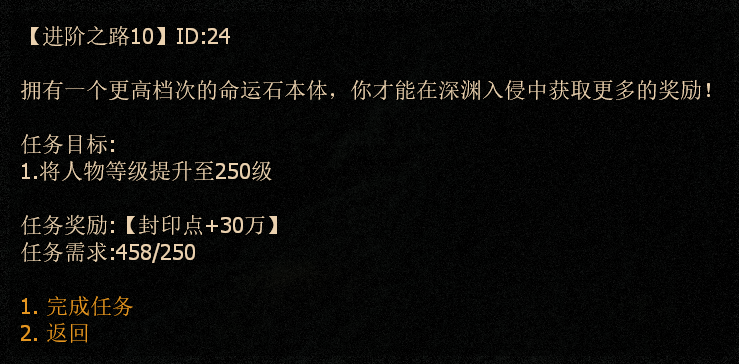 【进阶之路10】ID:24
拥有一个更高档次的命运石本体，你才能在深渊入侵中获取更多的奖励！
任务目标:
1.将人物等级提升至250级
任务奖励:【封印点+30万】
任务需求:458/250
1. 完成任务
2. 返回